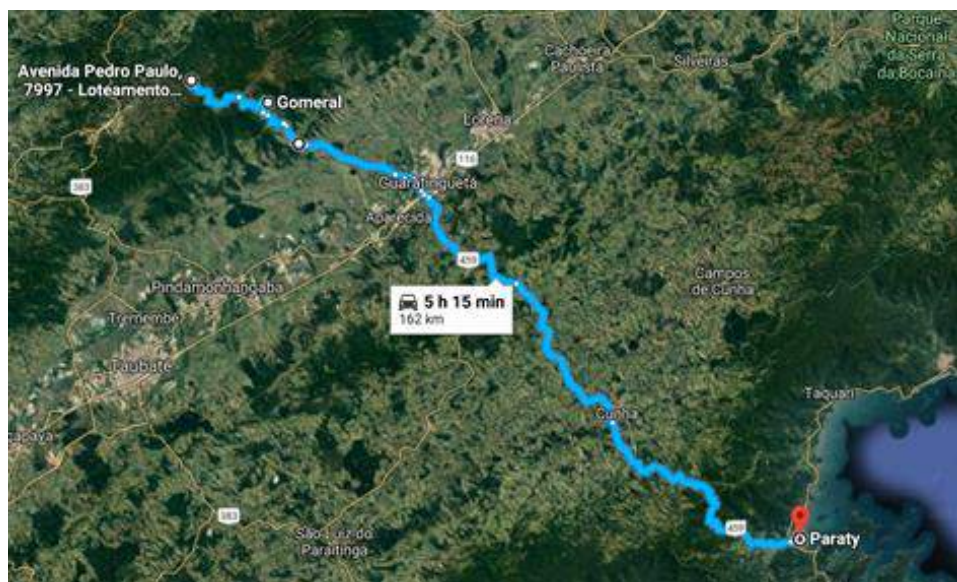 Parque
Nacional
da Serra
da Bocaina
Cachoeira
Paulista
Silveiras
Avenida Pedro Paulo,
7997 - Loteamento...
Gomeral
Lorena
116
383
Guaratinguetá
Aparecida
459
Campos
de Cunha
Pindamonhangaba
5 h 15 min
162 km
Tremembé
Taubaté
Taquari
Cunha
çapava
383
São Luiz do
Paraitinga
459
Paraty